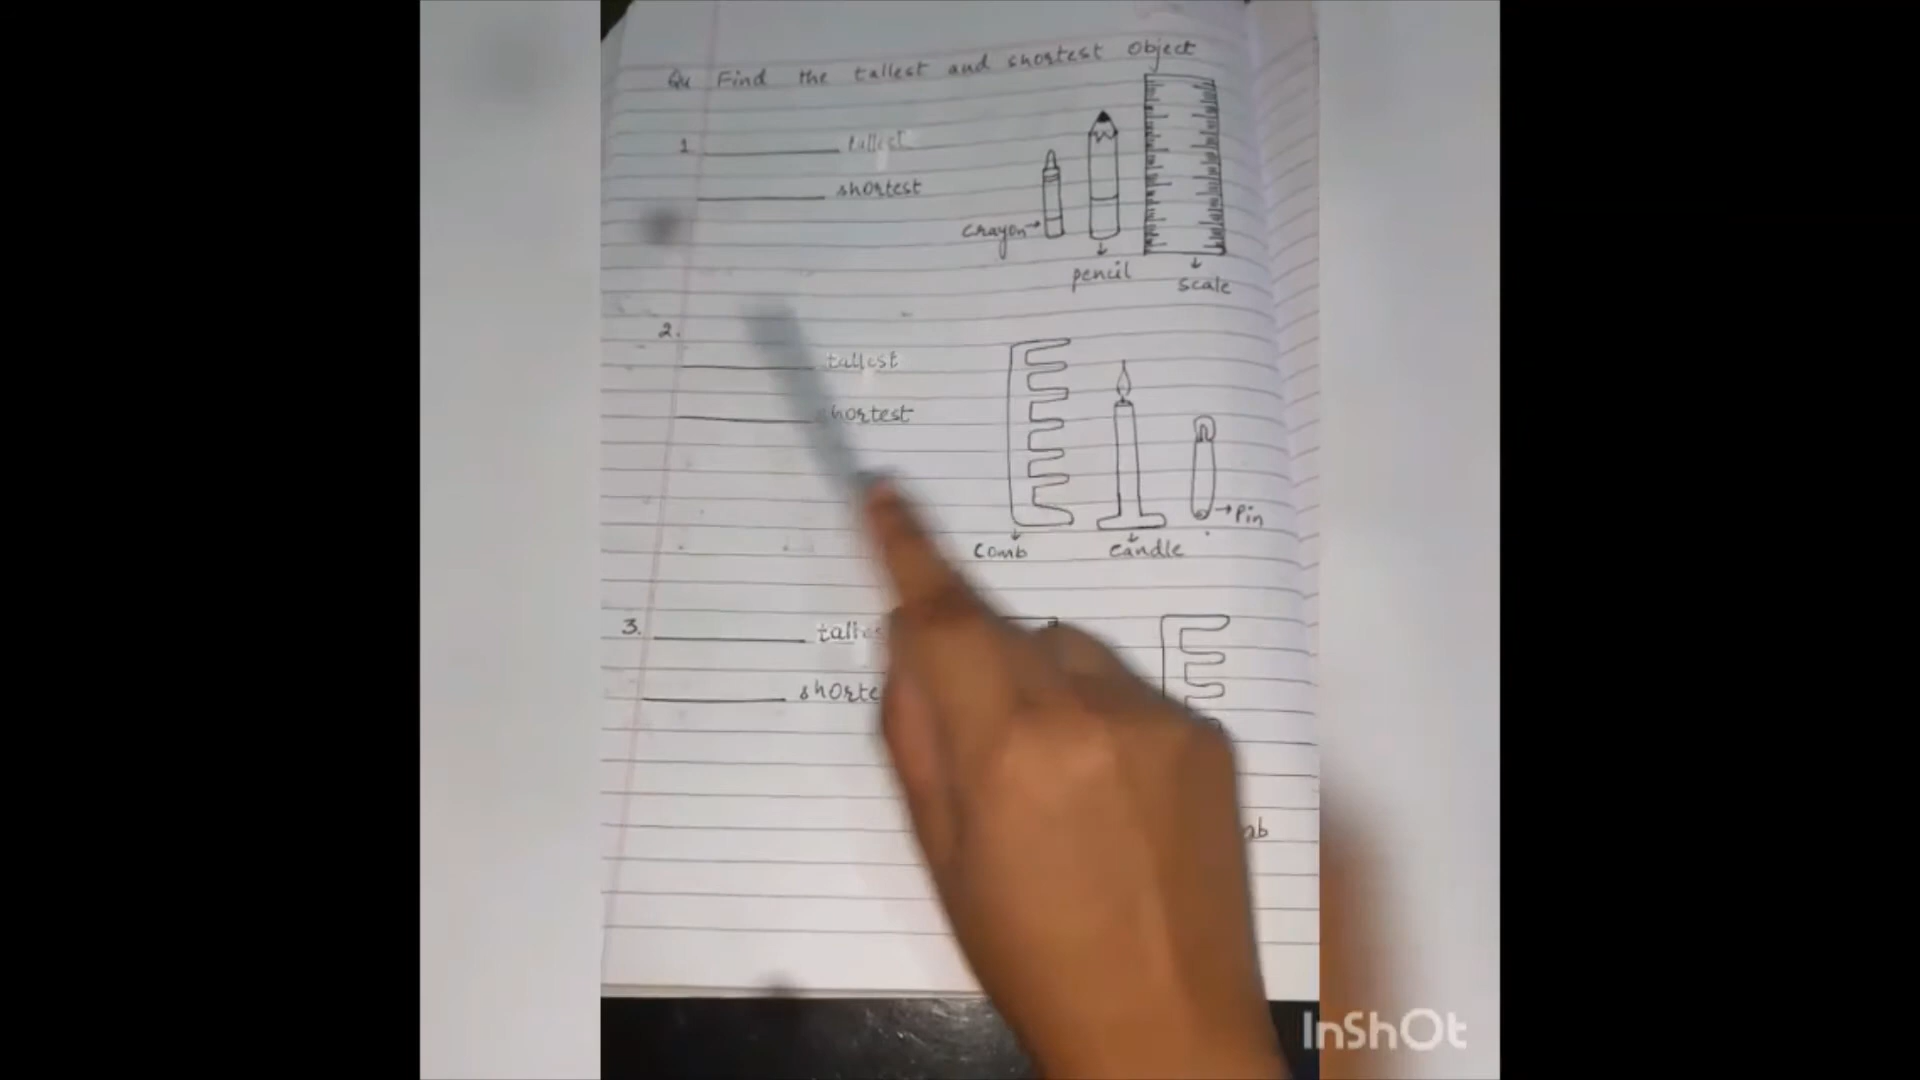 Qu Find the tallest and shortest Object
1 tallest
shortest
crayon
pencil
scale
2.
tallest
shortest
Comb
candle
Pin
3.
InShOt